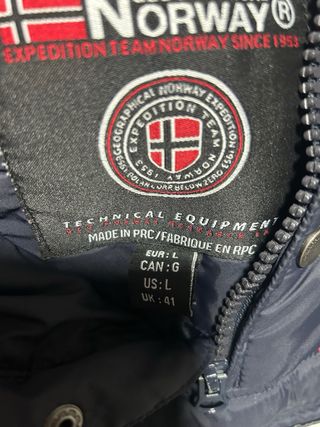 NORWAY®
EXPEDITION TEAM NORWAY SINCE 1953
GEOGRAPHICAL NORWAY EXPEDITION
EXPEDITION TEAM
1953
NORWAY
TECHNICAL EQUIPMENT
MADE IN PRC/FABRIQUE EN RPC
EUR: L
CAN: G
US: L
UK: 41